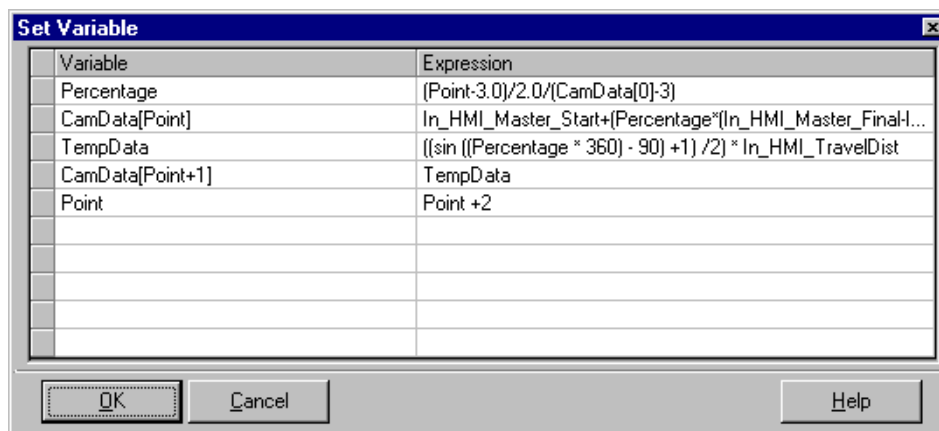 Set Variable
Variable Expression
Percentage (Point-3.0)/2.0/(CamData[0]-3)
CamData[Point] In_HMI_Master_Start+(Percentage*(In_HMI_Master_Final-I...
TempData ((sin ((Percentage * 360) - 90) +1) /2) * In_HMI_TravelDist
CamData[Point+1] TempData
Point Point +2
OK Cancel Help